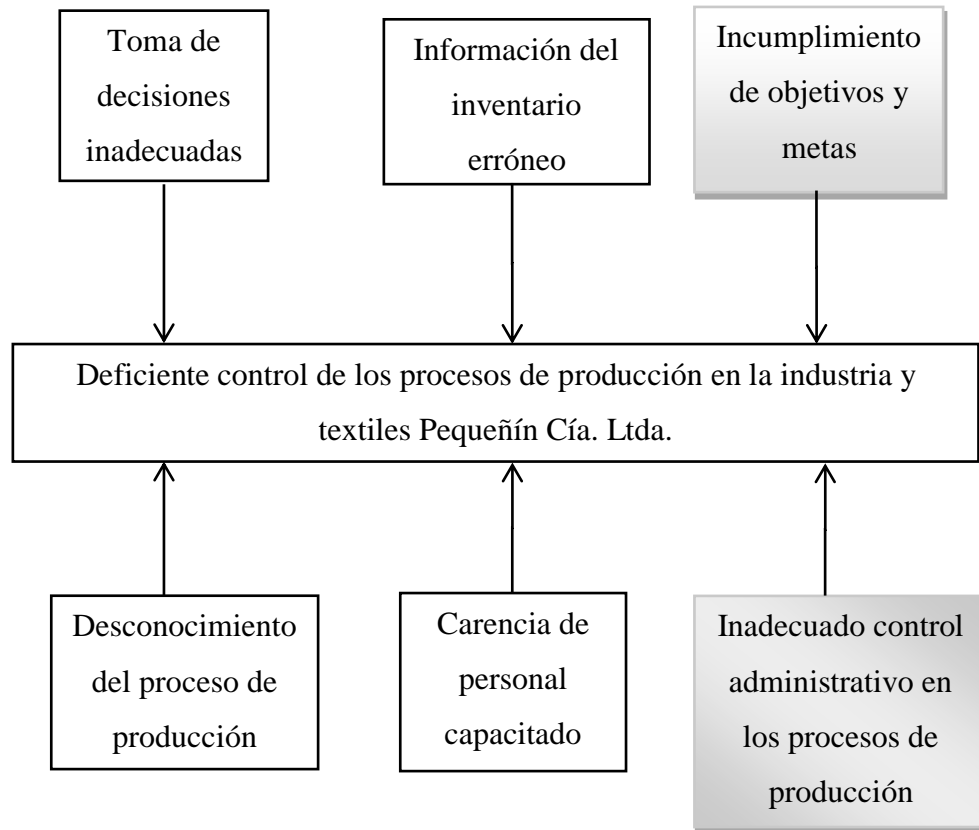 Toma de
decisiones
inadecuadas
Información del
inventario
erróneo
Incumplimiento
de objetivos y
metas
Deficiente control de los procesos de producción en la industria y
textiles Pequeñín Cía. Ltda.
Desconocimiento
del proceso de
producción
Carencia de
personal
capacitado
Inadecuado control
administrativo en
los procesos de
producción